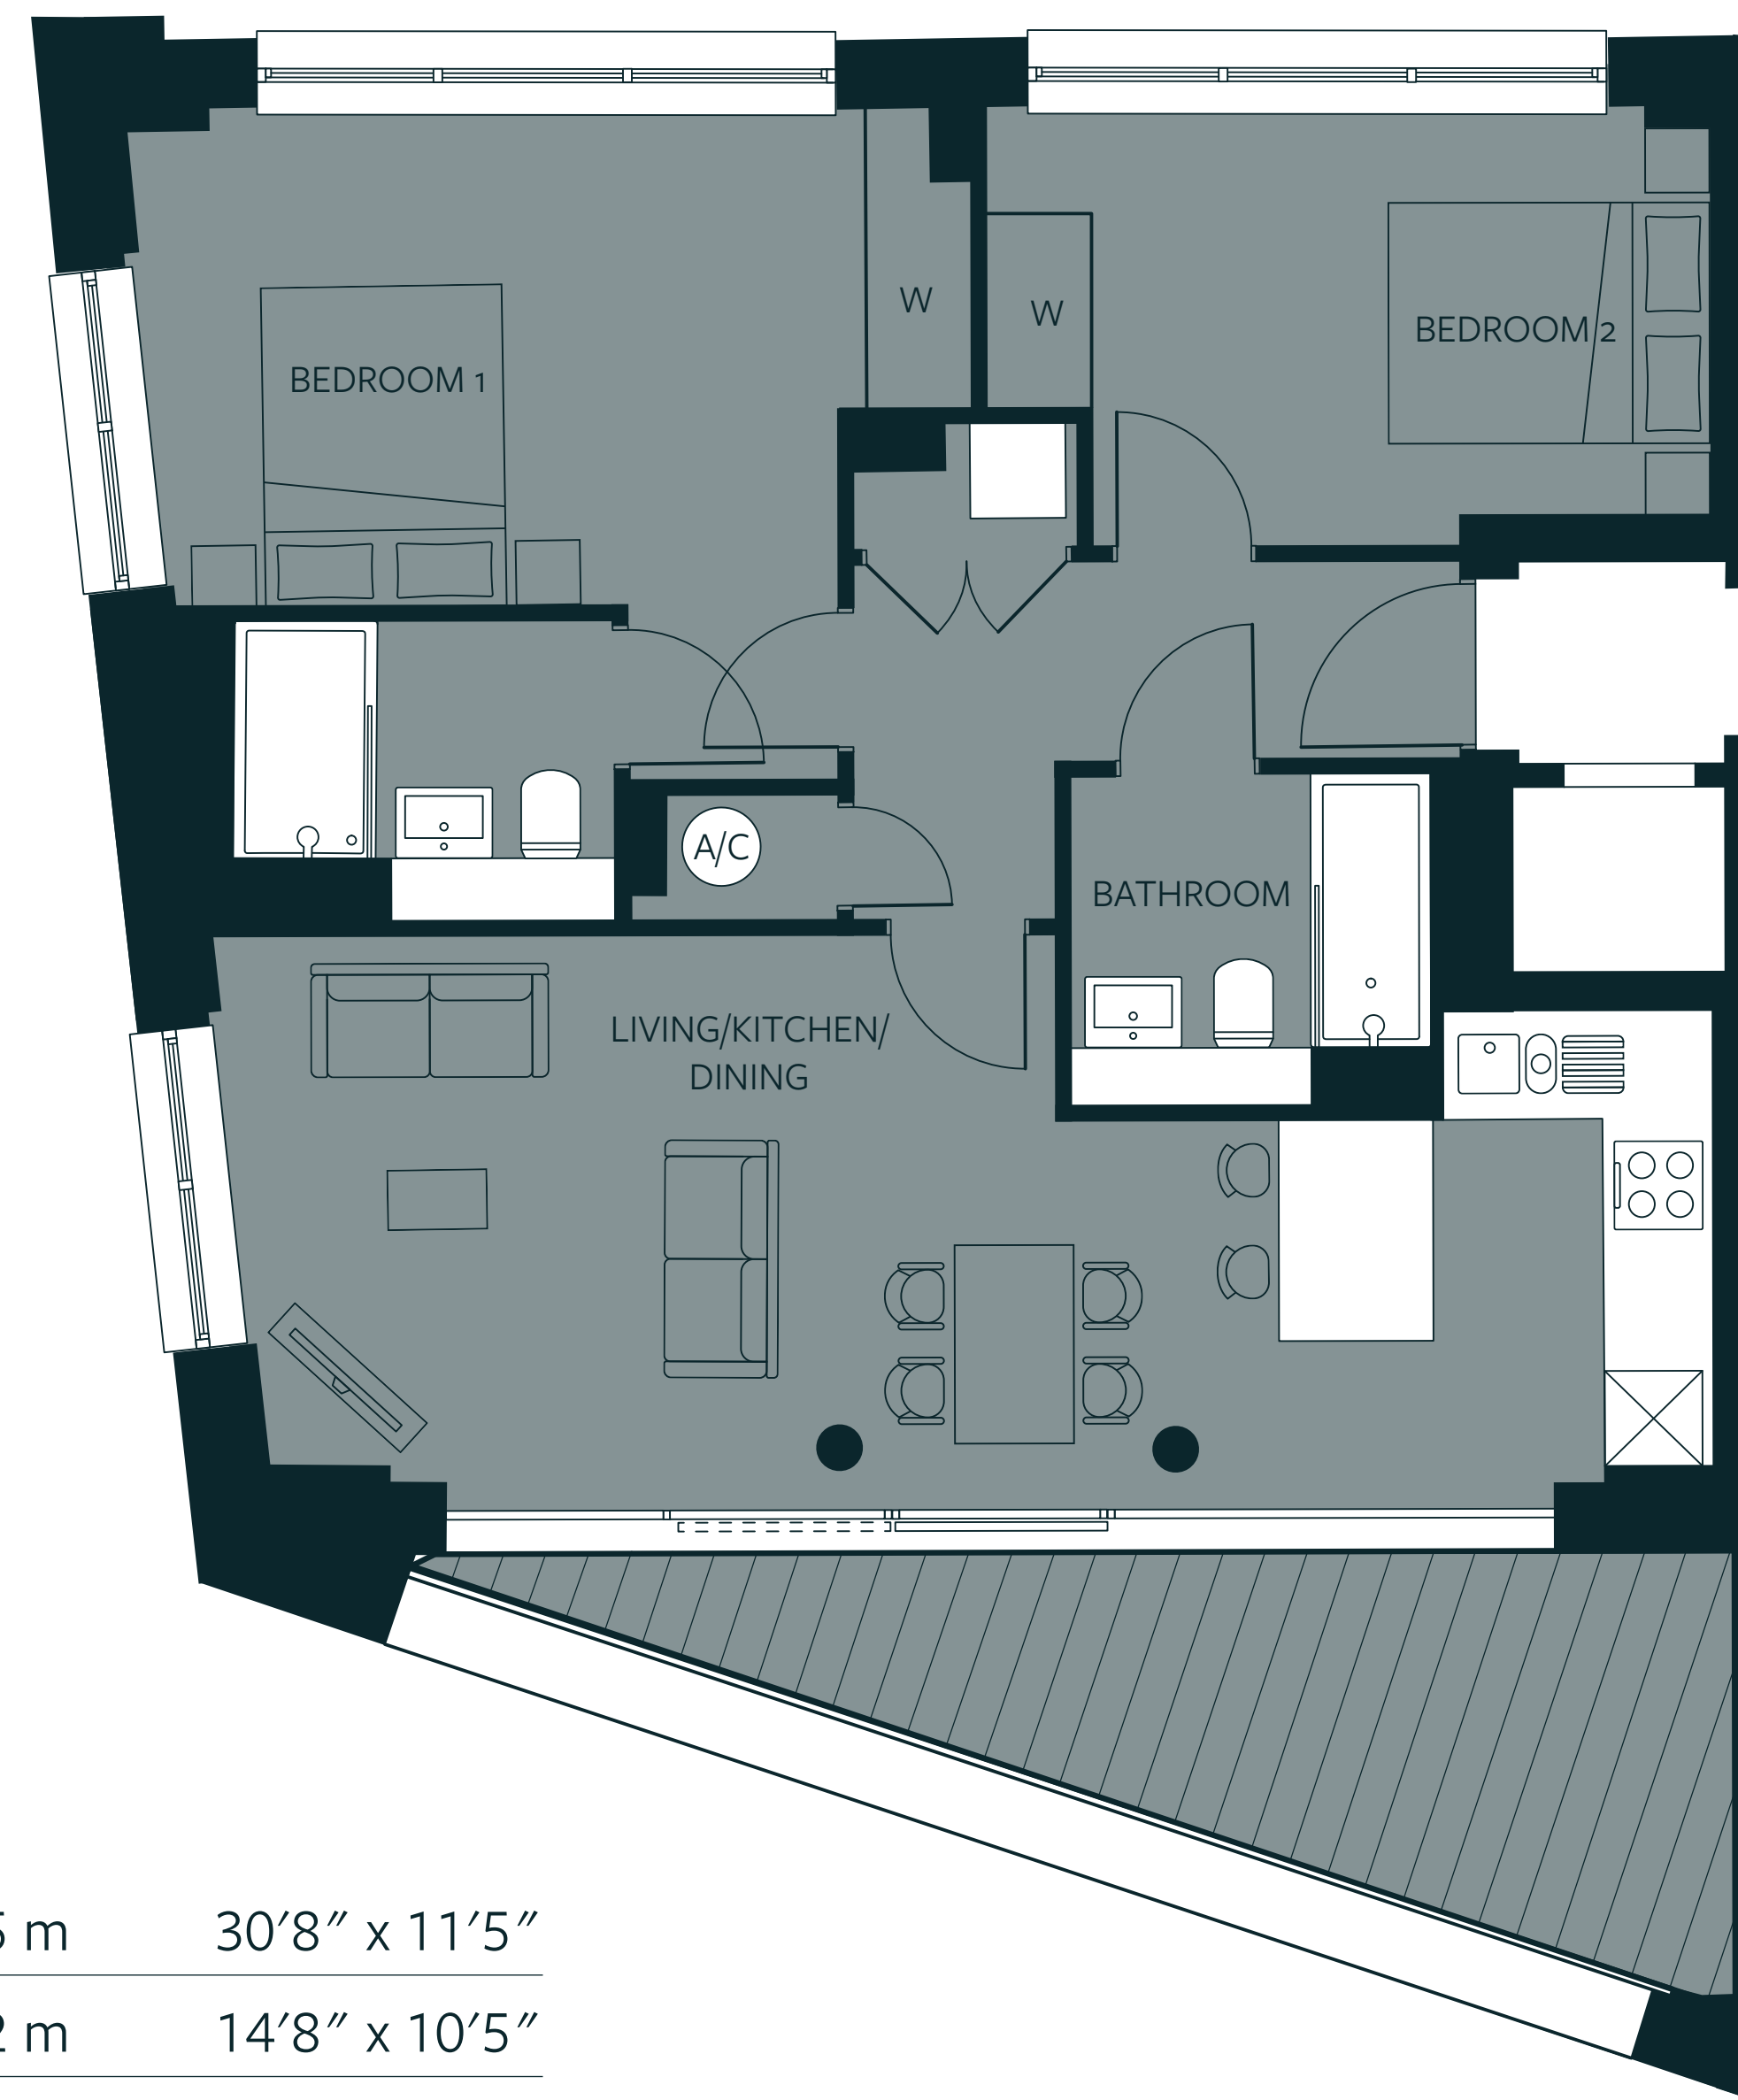 W
W
BEDROOM 2
BEDROOM 1
A/C
BATHROOM
LIVING/KITCHEN/
DINING
m 30′8″ x 11′5″
m 14′8″ x 10′5″